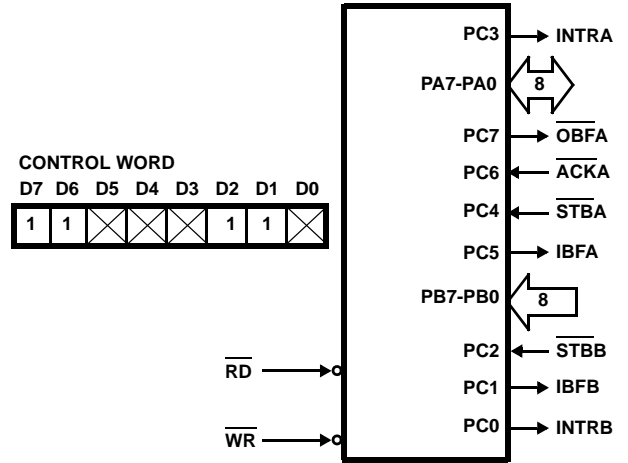 CONTROL WORD
D7 D6 D5 D4 D3 D2 D1 D0
1 1 1 1
RD
WR
PC3 INTRA
PA7-PA0 8
PC7 OBFA
PC6 ACKA
PC4 STBA
PC5 IBFA
PB7-PB0 8
PC2 STBB
PC1 IBFB
PC0 INTRB